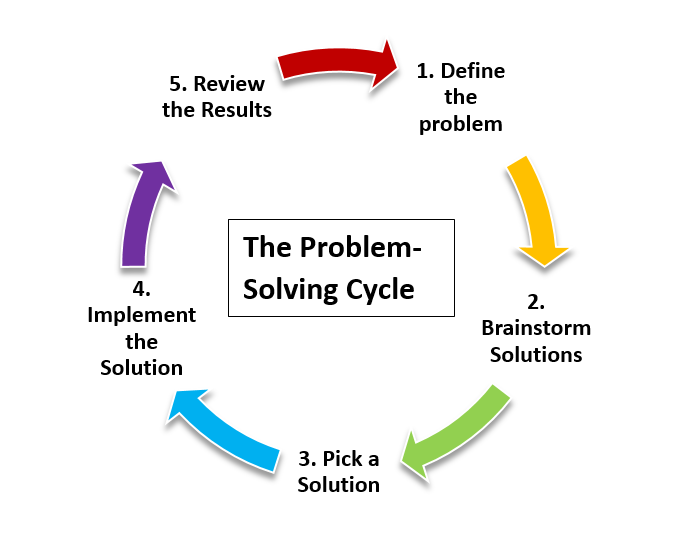 The Problem-
Solving Cycle
1. Define
the
problem
2.
Brainstorm
Solutions
3. Pick a
Solution
4.
Implement
the
Solution
5. Review
the Results